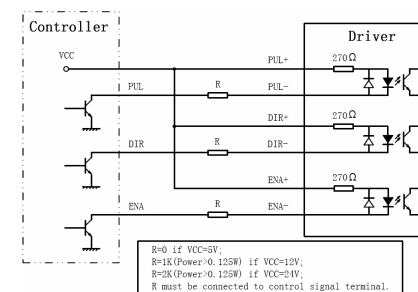 Controller
Driver
VCC
PUL+
270Ω
PUL
R
PUL-
DIR+
270Ω
DIR
R
DIR-
ENA+
270Ω
ENA
R
ENA-
R=0 if VCC=5V;
R=1K(Power>0.125W) if VCC=12V;
R=2K(Power>0.125W) if VCC=24V;
R must be connected to control signal terminal.